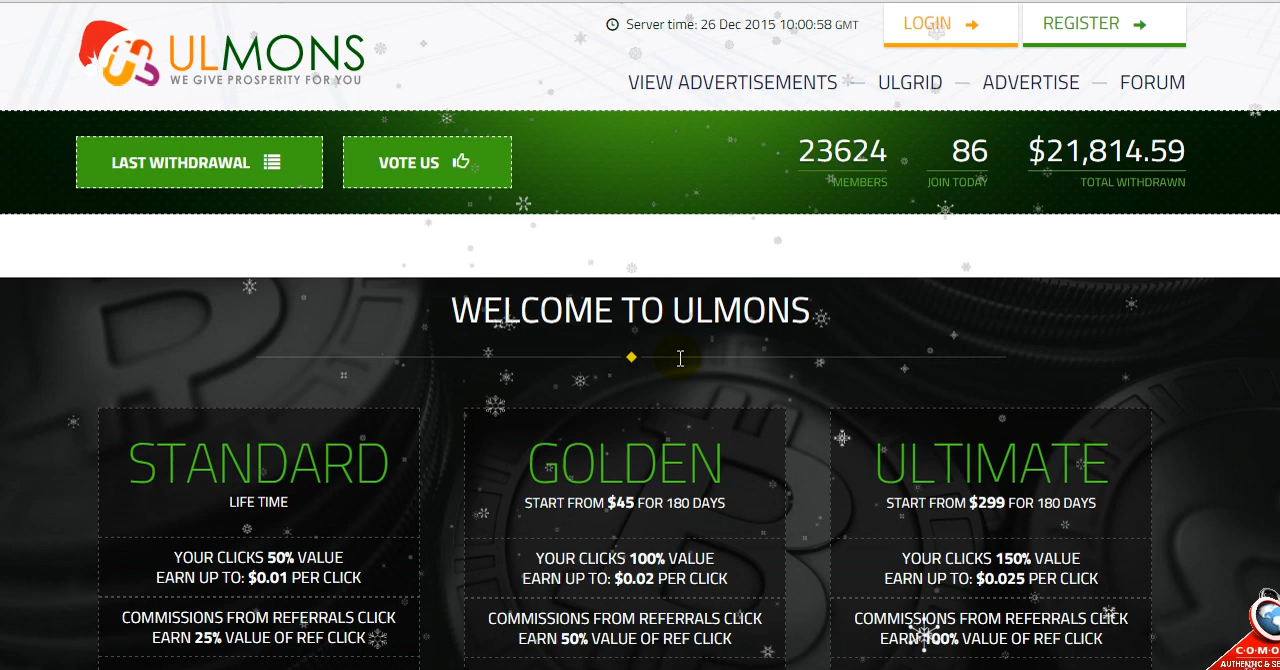 Server time: 26 Dec 2015 10:00:58 GMT
LOGIN
REGISTER
ULMONS
WE GIVE PROSPERITY FOR YOU
VIEW ADVERTISEMENTS — ULGRID — ADVERTISE — FORUM
LAST WITHDRAWAL
VOTE US
23624
MEMBERS
86
JOIN TODAY
$21,814.59
TOTAL WITHDRAWN
WELCOME TO ULMONS
STANDARD
LIFE TIME
YOUR CLICKS 50% VALUE
EARN UP TO: $0.01 PER CLICK
COMMISSIONS FROM REFERRALS CLICK
EARN 25% VALUE OF REF CLICK
GOLDEN
START FROM $45 FOR 180 DAYS
YOUR CLICKS 100% VALUE
EARN UP TO: $0.02 PER CLICK
COMMISSIONS FROM REFERRALS CLICK
EARN 50% VALUE OF REF CLICK
ULTIMATE
START FROM $299 FOR 180 DAYS
YOUR CLICKS 150% VALUE
EARN UP TO: $0.025 PER CLICK
COMMISSIONS FROM REFERRALS CLICK
EARN 100% VALUE OF REF CLICK